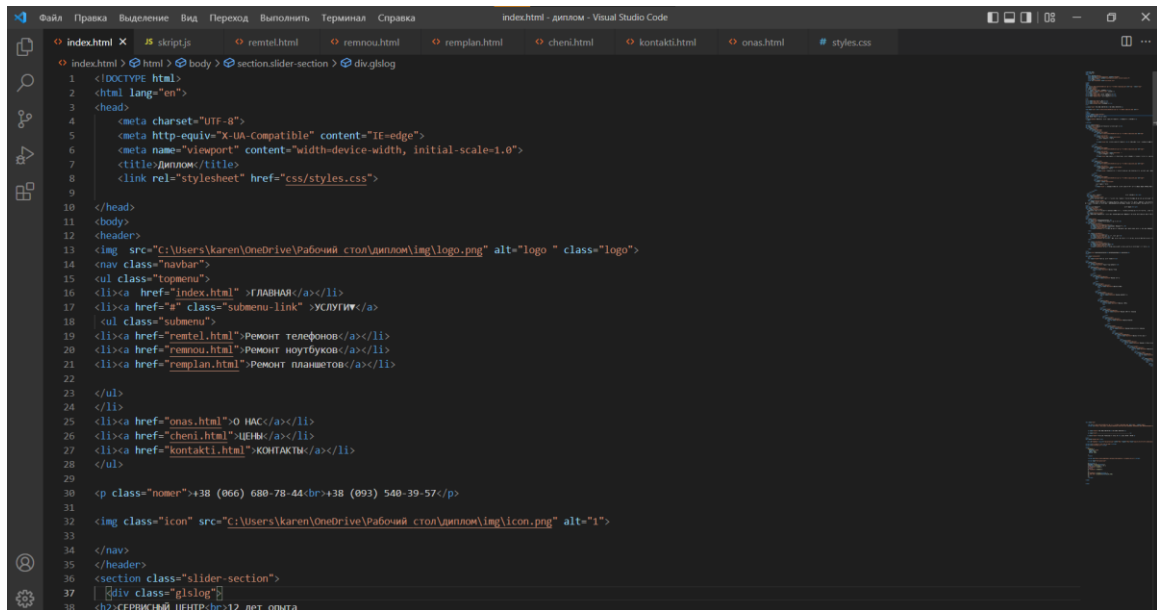 Файл Правка Выделение Вид Переход Выполнить Терминал Справка index.html - диплом - Visual Studio Code
index.html JS skript.js remtel.html remnou.html remplan.html cheni.html kontakti.html onas.html # styles.css
index.html > html > body > section.slider-section > div.glslog
1 <!DOCTYPE html>
2 <html lang="en">
3 <head>
4 <meta charset="UTF-8">
5 <meta http-equiv="X-UA-Compatible" content="IE=edge">
6 <meta name="viewport" content="width=device-width, initial-scale=1.0">
7 <title>Диплом</title>
8 <link rel="stylesheet" href="css/styles.css">
9
10 </head>
11 <body>
12 <header>
13 <img src="C:\Users\karen\OneDrive\Рабочий стол\диплом\img\logo.png" alt="logo " class="logo">
14 <nav class="navbar">
15 <ul class="topmenu">
16 <li><a href="index.html" >ГЛАВНАЯ</a></li>
17 <li><a href="#" class="submenu-link" >УСЛУГИ▼</a>
18 <ul class="submenu">
19 <li><a href="remtel.html">Ремонт телефонов</a></li>
20 <li><a href="remnou.html">Ремонт ноутбуков</a></li>
21 <li><a href="remplan.html">Ремонт планшетов</a></li>
22
23 </ul>
24 </li>
25 <li><a href="onas.html">О НАС</a></li>
26 <li><a href="cheni.html">ЦЕНЫ</a></li>
27 <li><a href="kontakti.html">КОНТАКТЫ</a></li>
28 </ul>
29
30 <p class="nomer">+38 (066) 680-78-44<br>+38 (093) 540-39-57</p>
31
32 <img class="icon" src="C:\Users\karen\OneDrive\Рабочий стол\диплом\img\icon.png" alt="1">
33
34 </nav>
35 </header>
36 <section class="slider-section">
37 <div class="glslog">
38 <h2>СЕРВИСНЫЙ ЦЕНТР<br>12 лет опыта